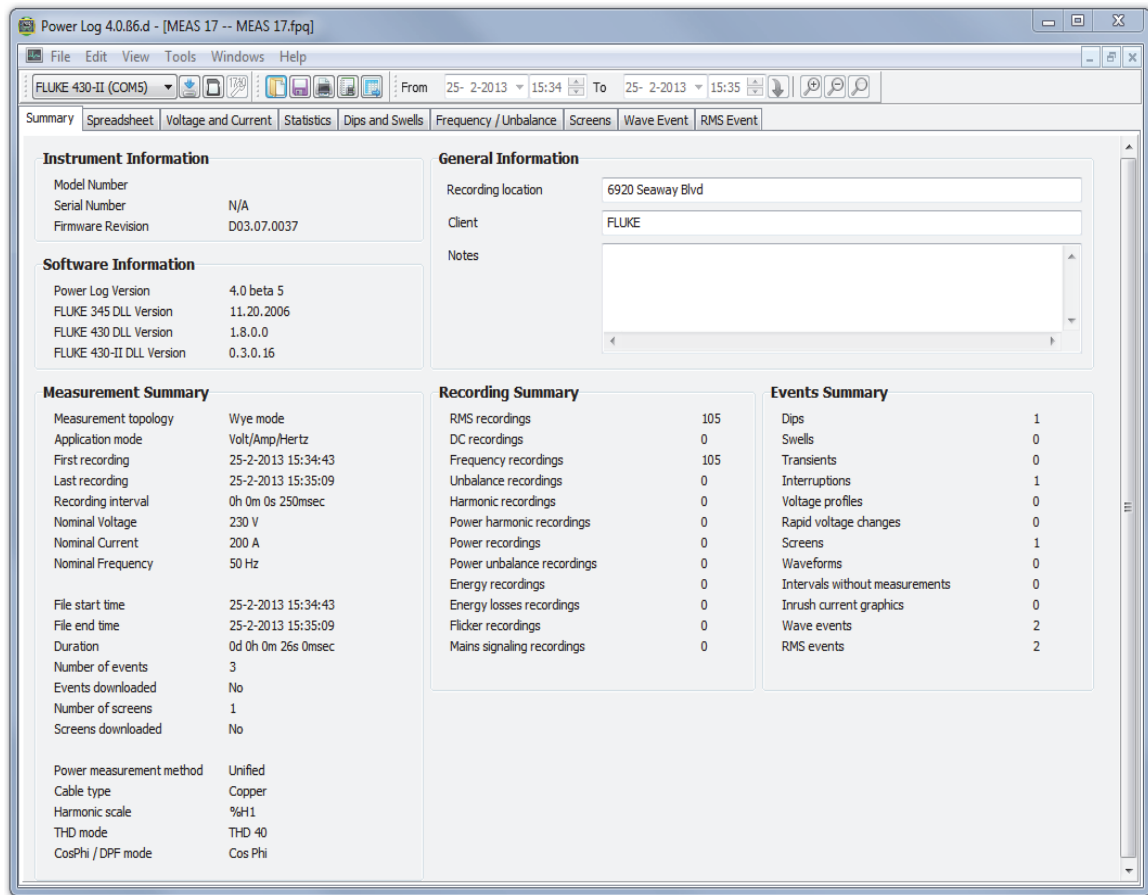 Power Log 4.0.ß6.d - [MEAS 17 -- MEAS 17.fpq]
File Edit View Tools Windows Help
FLUKE 430-II (COM5) From 25- 2-2013 15:34 To 25- 2-2013 15:35
Summary Spreadsheet Voltage and Current Statistics Dips and Swells Frequency / Unbalance Screens Wave Event RMS Event
Instrument Information
Model Number
Serial Number N/A
Firmware Revision D03.07.0037
General Information
Recording location 6920 Seaway Blvd
Client FLUKE
Notes
Software Information
Power Log Version 4.0 beta 5
FLUKE 345 DLL Version 11.20.2006
FLUKE 430 DLL Version 1.8.0.0
FLUKE 430-II DLL Version 0.3.0.16
Measurement Summary
Measurement topology Wye mode
Application mode Volt/Amp/Hertz
First recording 25-2-2013 15:34:43
Last recording 25-2-2013 15:35:09
Recording interval 0h 0m 0s 250msec
Nominal Voltage 230 V
Nominal Current 200 A
Nominal Frequency 50 Hz
File start time 25-2-2013 15:34:43
File end time 25-2-2013 15:35:09
Duration 0d 0h 0m 26s 0msec
Number of events 3
Events downloaded No
Number of screens 1
Screens downloaded No
Power measurement method Unified
Cable type Copper
Harmonic scale %H1
THD mode THD 40
CosPhi / DPF mode Cos Phi
Recording Summary
RMS recordings 105
DC recordings 0
Frequency recordings 105
Unbalance recordings 0
Harmonic recordings 0
Power harmonic recordings 0
Power recordings 0
Power unbalance recordings 0
Energy recordings 0
Energy losses recordings 0
Flicker recordings 0
Mains signaling recordings 0
Events Summary
Dips 1
Swells 0
Transients 0
Interruptions 1
Voltage profiles 0
Rapid voltage changes 0
Screens 1
Waveforms 0
Intervals without measurements 0
Inrush current graphics 0
Wave events 2
RMS events 2